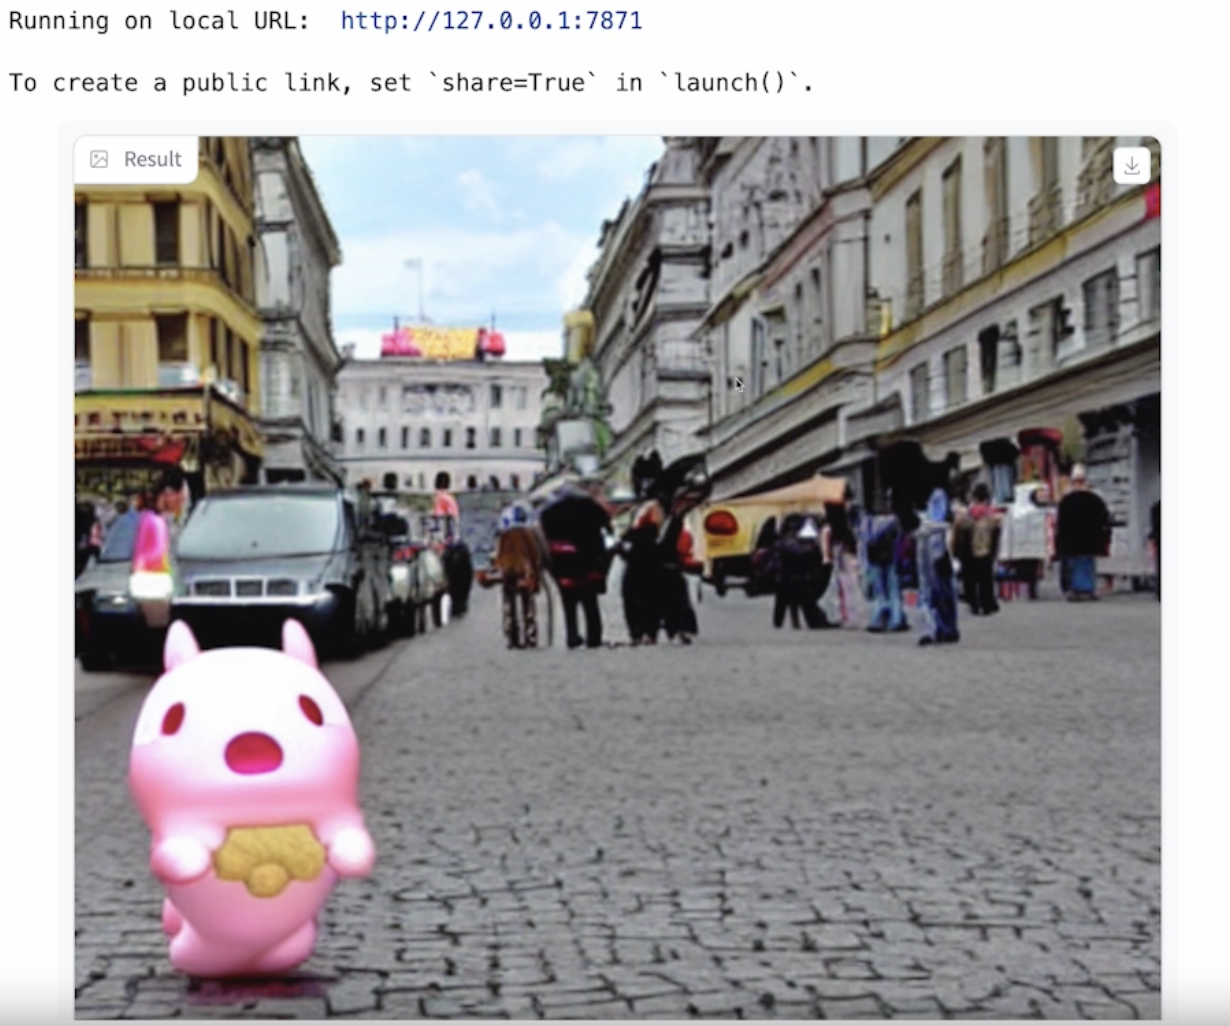 Running on local URL:  http://127.0.0.1:7871
To create a public link, set `share=True` in `launch()`.
Result